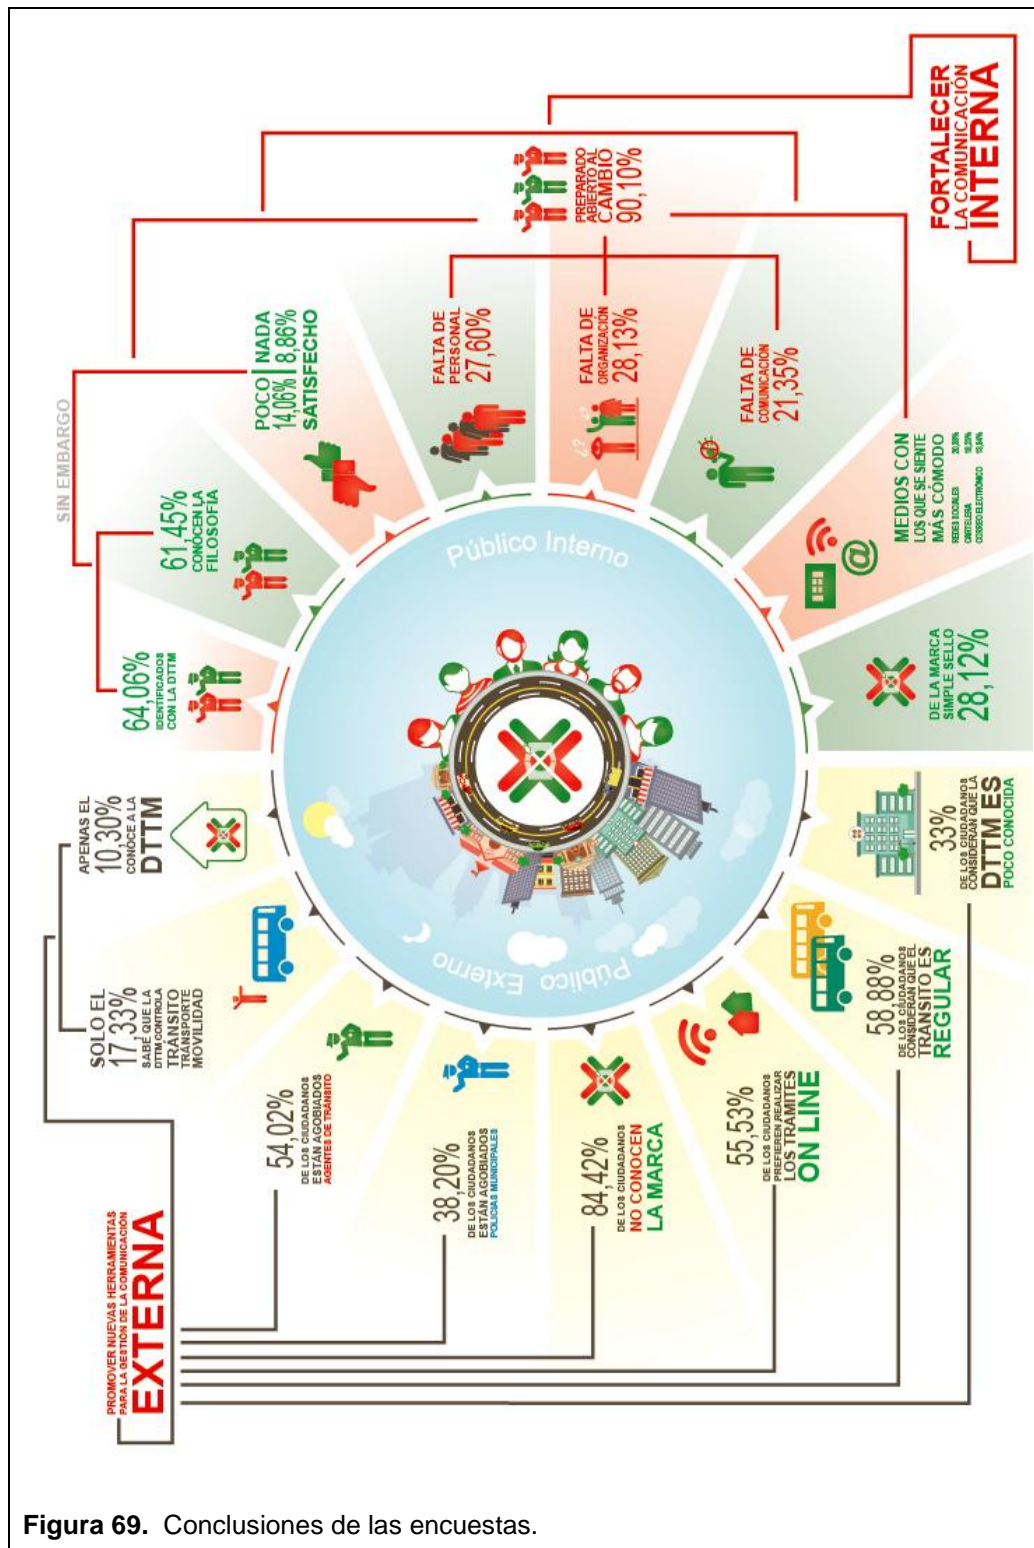 PROMOVER NUEVAS HERRAMIENTAS
PARA LA GESTIÓN DE LA COMUNICACIÓN
EXTERNA
SOLO EL
17,33%
SABE QUE LA
DTTM CONTROLA
TRÁNSITO
TRANSPORTE
MOVILIDAD
APENAS EL
10,30%
CONOCE A LA
DTTM
64,06%
IDENTIFICADOS
CON LA DTTM
61,45%
CONOCEN LA
FILOSOFÍA
SIN EMBARGO
POCO | NADA
14,06% | 8,86%
SATISFECHO
FALTA DE
PERSONAL
27,60%
PREPARADO
ABIERTO AL
CAMBIO
90,10%
FALTA DE
ORGANIZACIÓN
28,13%
¿?
¿?
FALTA DE
COMUNICACIÓN
21,35%
MEDIOS CON
LOS QUE SE SIENTE
MÁS CÓMODO
REDES SOCIALES
CARTELERIA
CORREO ELECTRÓNICO
@
DE LA MARCA
SIMPLE SELLO
28,12%
FORTALECER
LA COMUNICACIÓN
INTERNA
Público Interno
Público Externo
54,02%
DE LOS CIUDADANOS
ESTÁN AGOBIADOS
AGENTES DE TRÁNSITO
38,20%
DE LOS CIUDADANOS
ESTÁN AGOBIADOS
POLICIAS MUNICIPALES
84,42%
DE LOS CIUDADANOS
NO CONOCEN
LA MARCA
55,53%
DE LOS CIUDADANOS
PREFIEREN REALIZAR
LOS TRÁMITES
ON LINE
58,88%
DE LOS CIUDADANOS
CONSIDERAN QUE EL
TRÁNSITO ES
REGULAR
33%
DE LOS CIUDADANOS
CONSIDERAN QUE LA
DTTM ES
POCO CONOCIDA
Figura 69. Conclusiones de las encuestas.